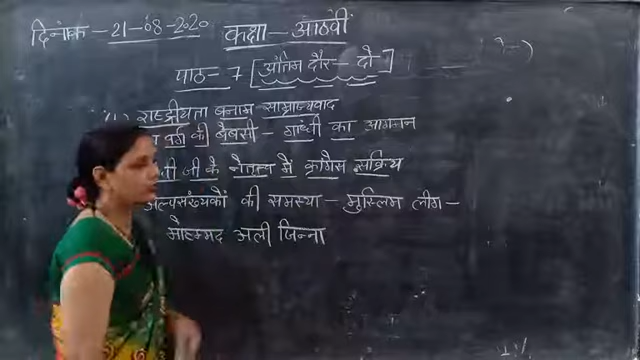 दिनांक - 21-08-2020 कक्षा - आठवीं
पाठ - 7 [अंतिम दौर - दो]
राष्ट्रीयता बनाम साम्राज्यवाद
वर्ग की बेबसी - गांधी का आगमन
जी के नेतृत्व में कांग्रेस सक्रिय
अल्पसंख्यकों की समस्या - मुस्लिम लीग -
मोहम्मद अली जिन्ना